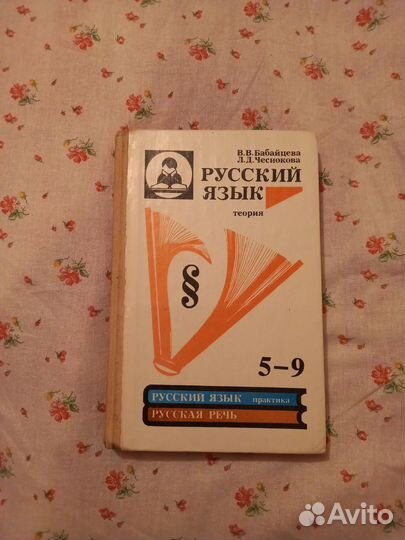 В.В.Бабайцева
Л.Д.Чеснокова
РУССКИЙ
ЯЗЫК
теория
§
5–9
РУССКИЙ ЯЗЫК практика
РУССКАЯ РЕЧЬ
Avito